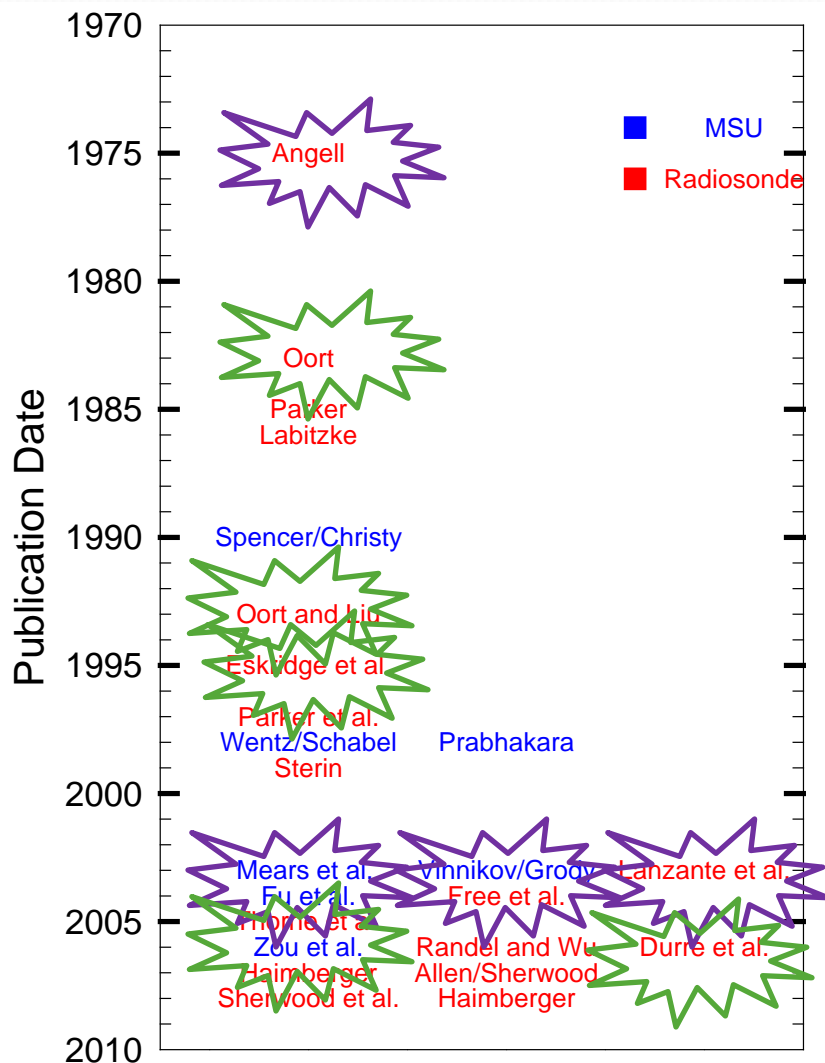 1970
MSU
Angell
1975
Radiosonde
1980
Oort
1985
Parker
Labitzke
Publication Date
1990
Spencer/Christy
Oort and Liu
1995
Eskridge et al.
Parker et al.
Wentz/Schabel Prabhakara
Sterin
2000
Mears et al. Vinnikov/Grody Lanzante et al.
Fu et al. Free et al.
2005
Thorne et al.
Zou et al. Randel and Wu Durre et al.
Haimberger Allen/Sherwood
Sherwood et al. Haimberger
2010